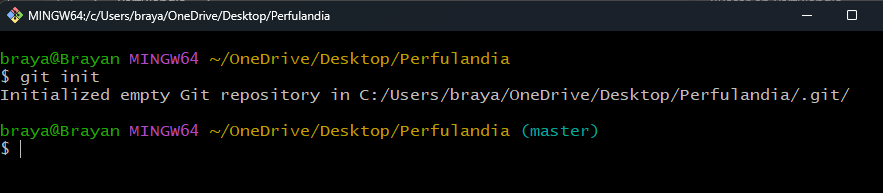 MINGW64:/c/Users/braya/OneDrive/Desktop/Perfulandia
braya@Brayan MINGW64 ~/OneDrive/Desktop/Perfulandia
$ git init
Initialized empty Git repository in C:/Users/braya/OneDrive/Desktop/Perfulandia/.git/
braya@Brayan MINGW64 ~/OneDrive/Desktop/Perfulandia (master)
$